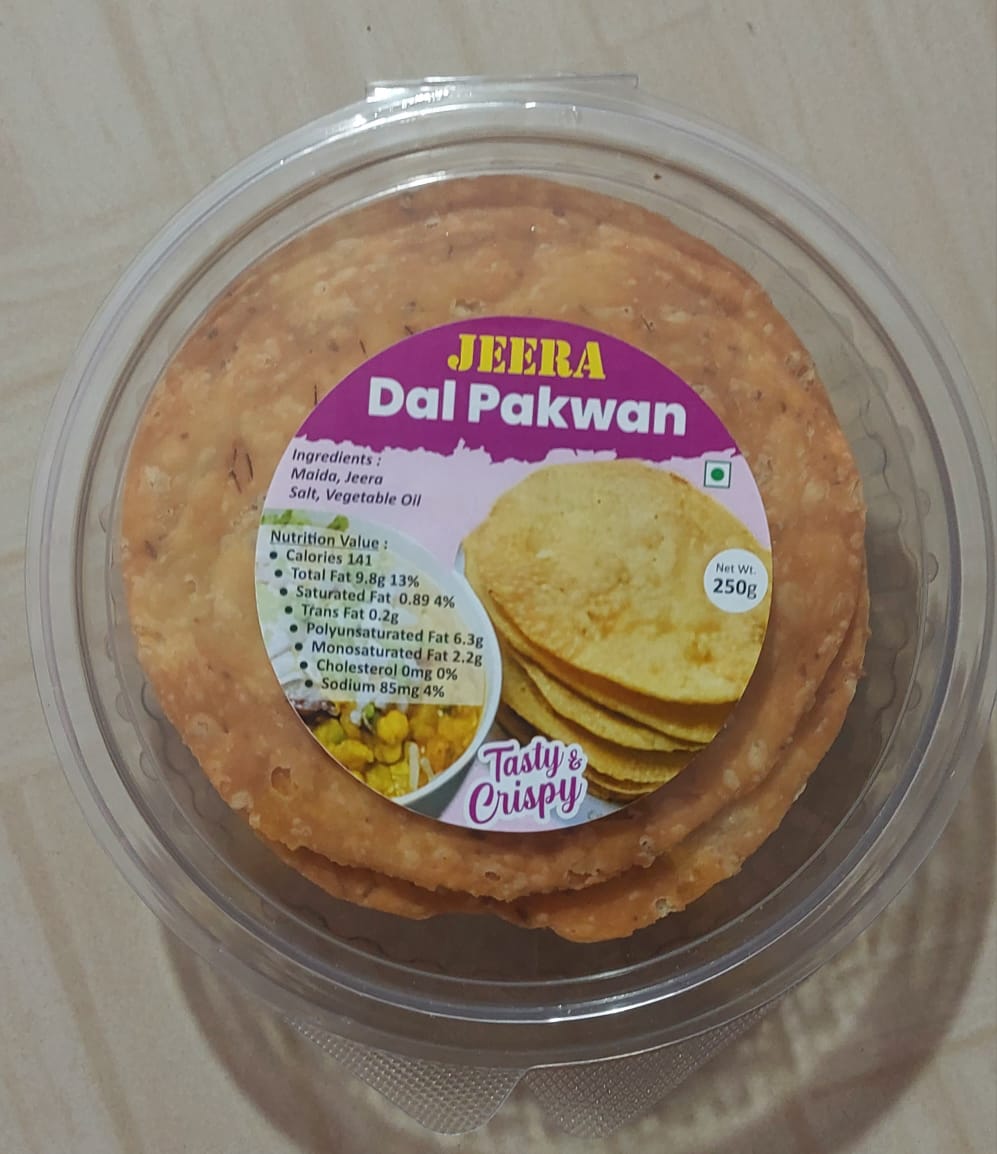 JEERA
Dal Pakwan
Ingredients :
Maida, Jeera
Salt, Vegetable Oil
Nutrition Value :
• Calories 141
• Total Fat 9.8g 13%
• Saturated Fat 0.89 4%
• Trans Fat 0.2g
• Polyunsaturated Fat 6.3g
• Monosaturated Fat 2.2g
• Cholesterol 0mg 0%
• Sodium 85mg 4%
Net Wt.
250g
Tasty &
Crispy